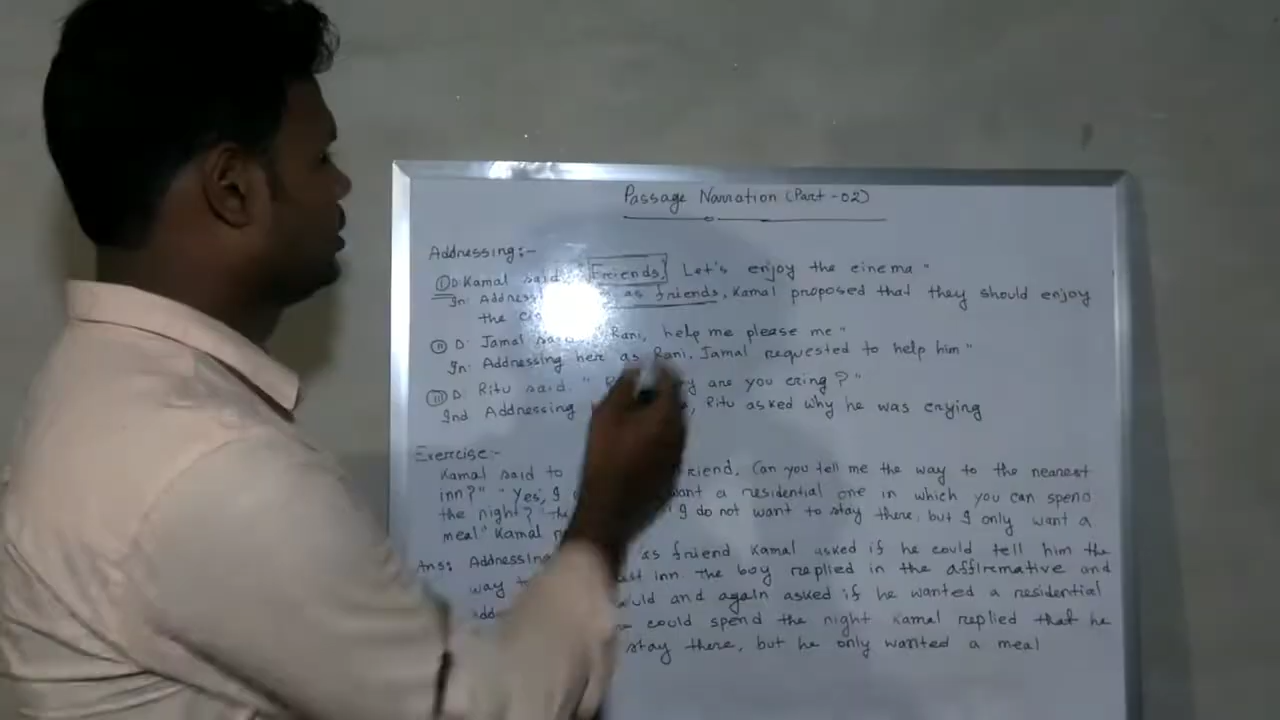 Passage Narration (Part-02)
Addressing:-
(i) D: Kamal said "Friends, Let's enjoy the cinema"
In: as friends, Kamal proposed that they should enjoy
the
(ii) D: Jamal Rani, help me please me"
In: Addressing here as Rani. Jamal requested to help him"
(iii) D: Ritu said " are you cring?"
Ind Addressing Ritu asked why he was crying
Exercise:-
Kamal said to Can you tell me the way to the nearest
inn?" "Yes, I want a residential one in which you can spend
the night? I do not want to stay there, but I only want a
meal" Kamal
Ans: Addressing as friend Kamal asked if he could tell him the
way inn. The boy replied in the affirmative and
and again asked if he wanted a residential
could spend the night Kamal replied that he
stay there, but he only wanted a meal